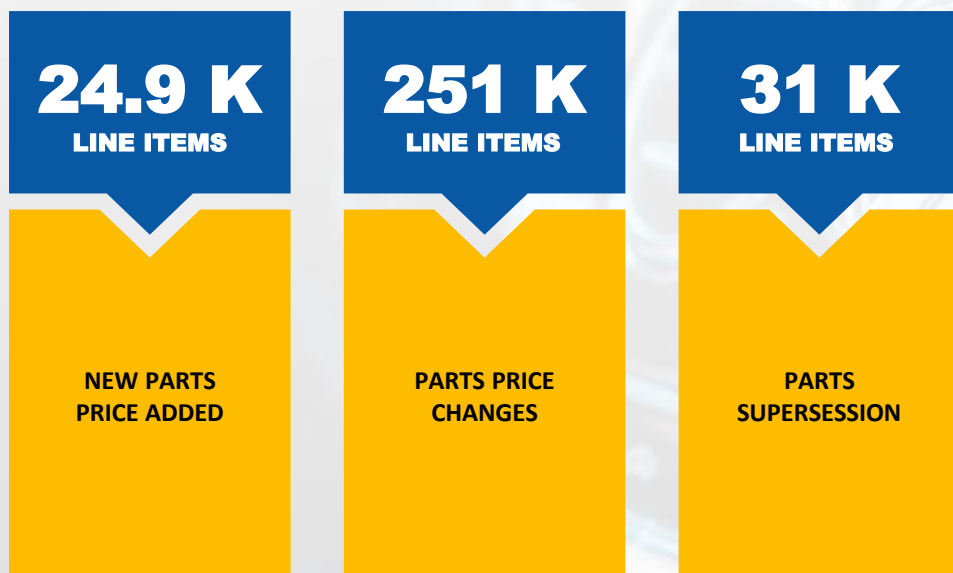 24.9 K
LINE ITEMS
NEW PARTS
PRICE ADDED
251 K
LINE ITEMS
PARTS PRICE
CHANGES
31 K
LINE ITEMS
PARTS
SUPERSESSION